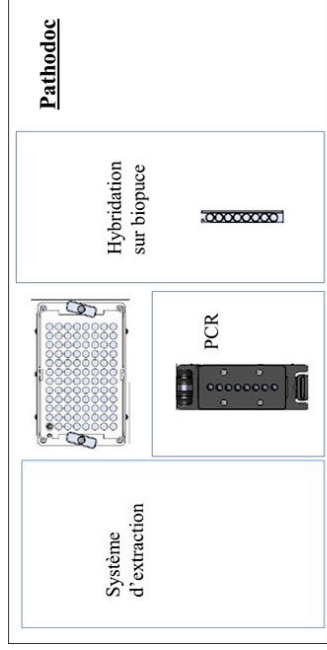 Pathodoc
Système
d'extraction
PCR
Hybridation
sur biopuce